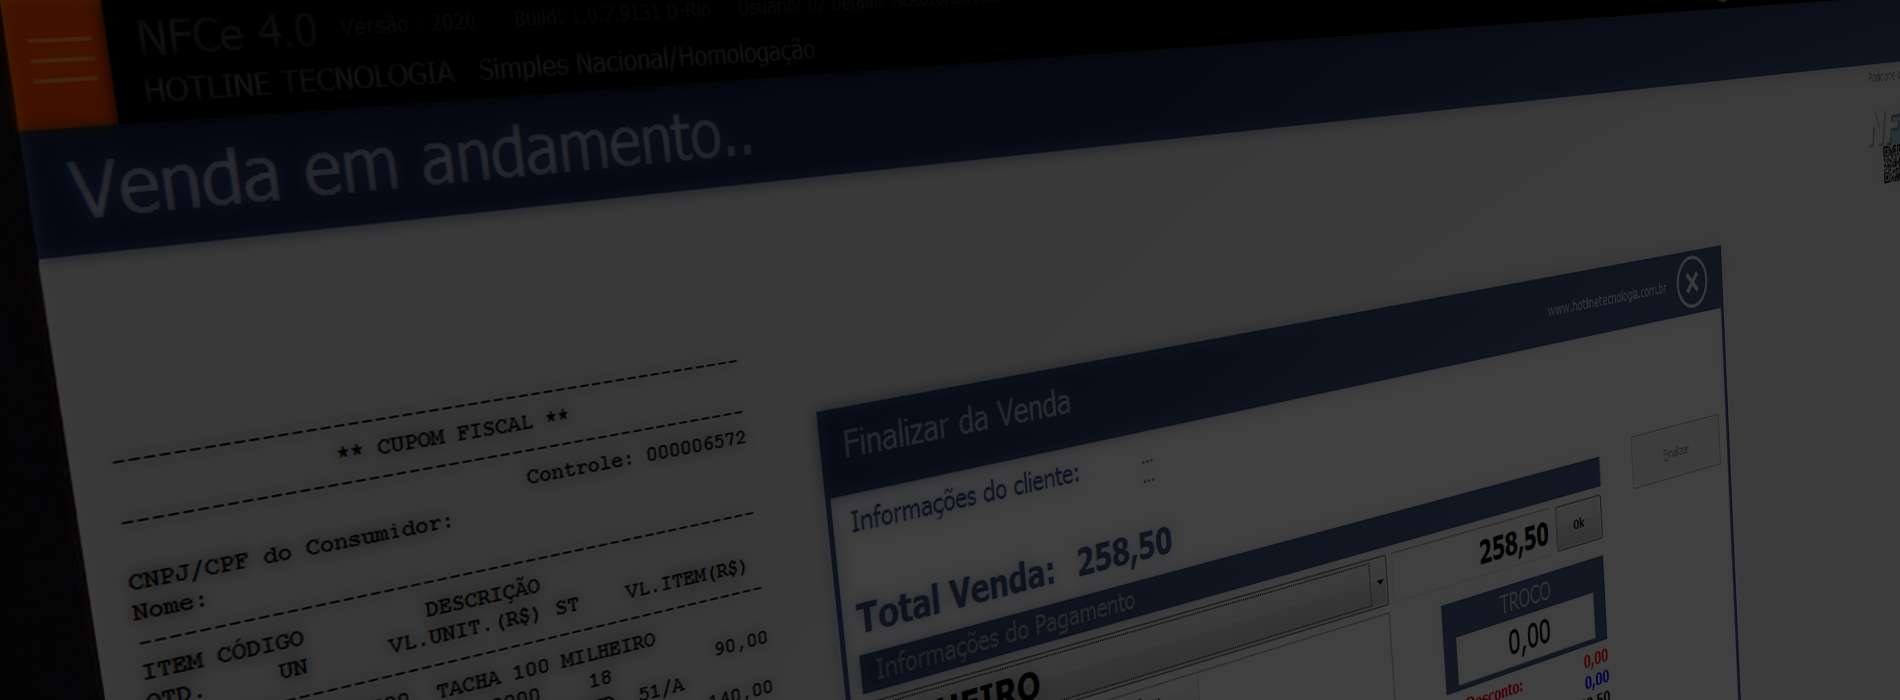 NFCe 4.0 Versão 2020 Build: 1.0.7.9131 D-Rio Usuário: 02 Default
HOTLINE TECNOLOGIA Simples Nacional/Homologação
Venda em andamento..
** CUPOM FISCAL **
Controle: 000006572
CNPJ/CPF do Consumidor:
Nome:
ITEM CÓDIGO DESCRIÇÃO
QTD. UN VL.UNIT.(R$) ST VL.ITEM(R$)
TACHA 100 MILHEIRO
18 90,00
51/A
140,00
www.hotlinetecnologia.com.br
Finalizar da Venda
Informações do cliente: ...
...
Finalizar
Total Venda: 258,50
258,50 Ok
Informações do Pagamento
TROCO
0,00
0,00
Desconto: 0,00